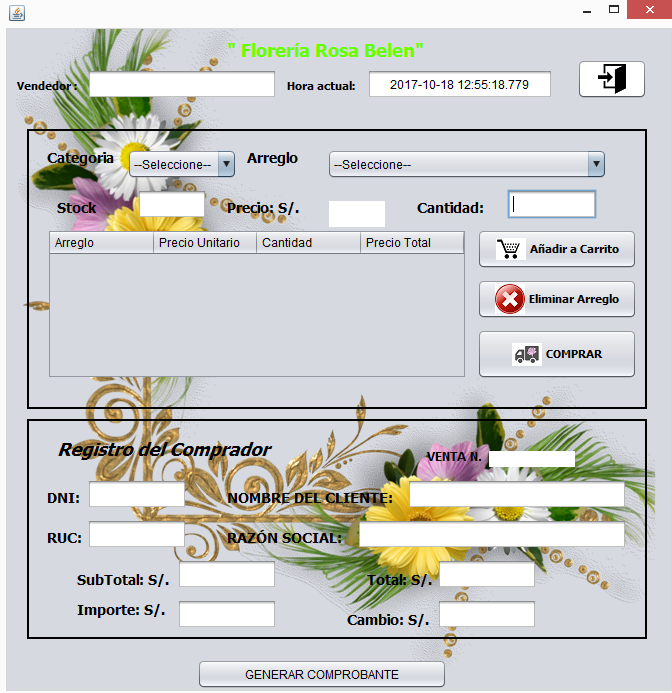 " Florería Rosa Belen"
Vendedor: Hora actual: 2017-10-18 12:55:18.779
Categoria --Seleccione-- Arreglo --Seleccione--
Stock Precio: S/. Cantidad:
Arreglo Precio Unitario Cantidad Precio Total
Añadir a Carrito
Eliminar Arreglo
COMPRAR
Registro del Comprador
VENTA N.
DNI: NOMBRE DEL CLIENTE:
RUC: RAZÓN SOCIAL:
SubTotal: S/. Total: S/.
Importe: S/. Cambio: S/.
GENERAR COMPROBANTE